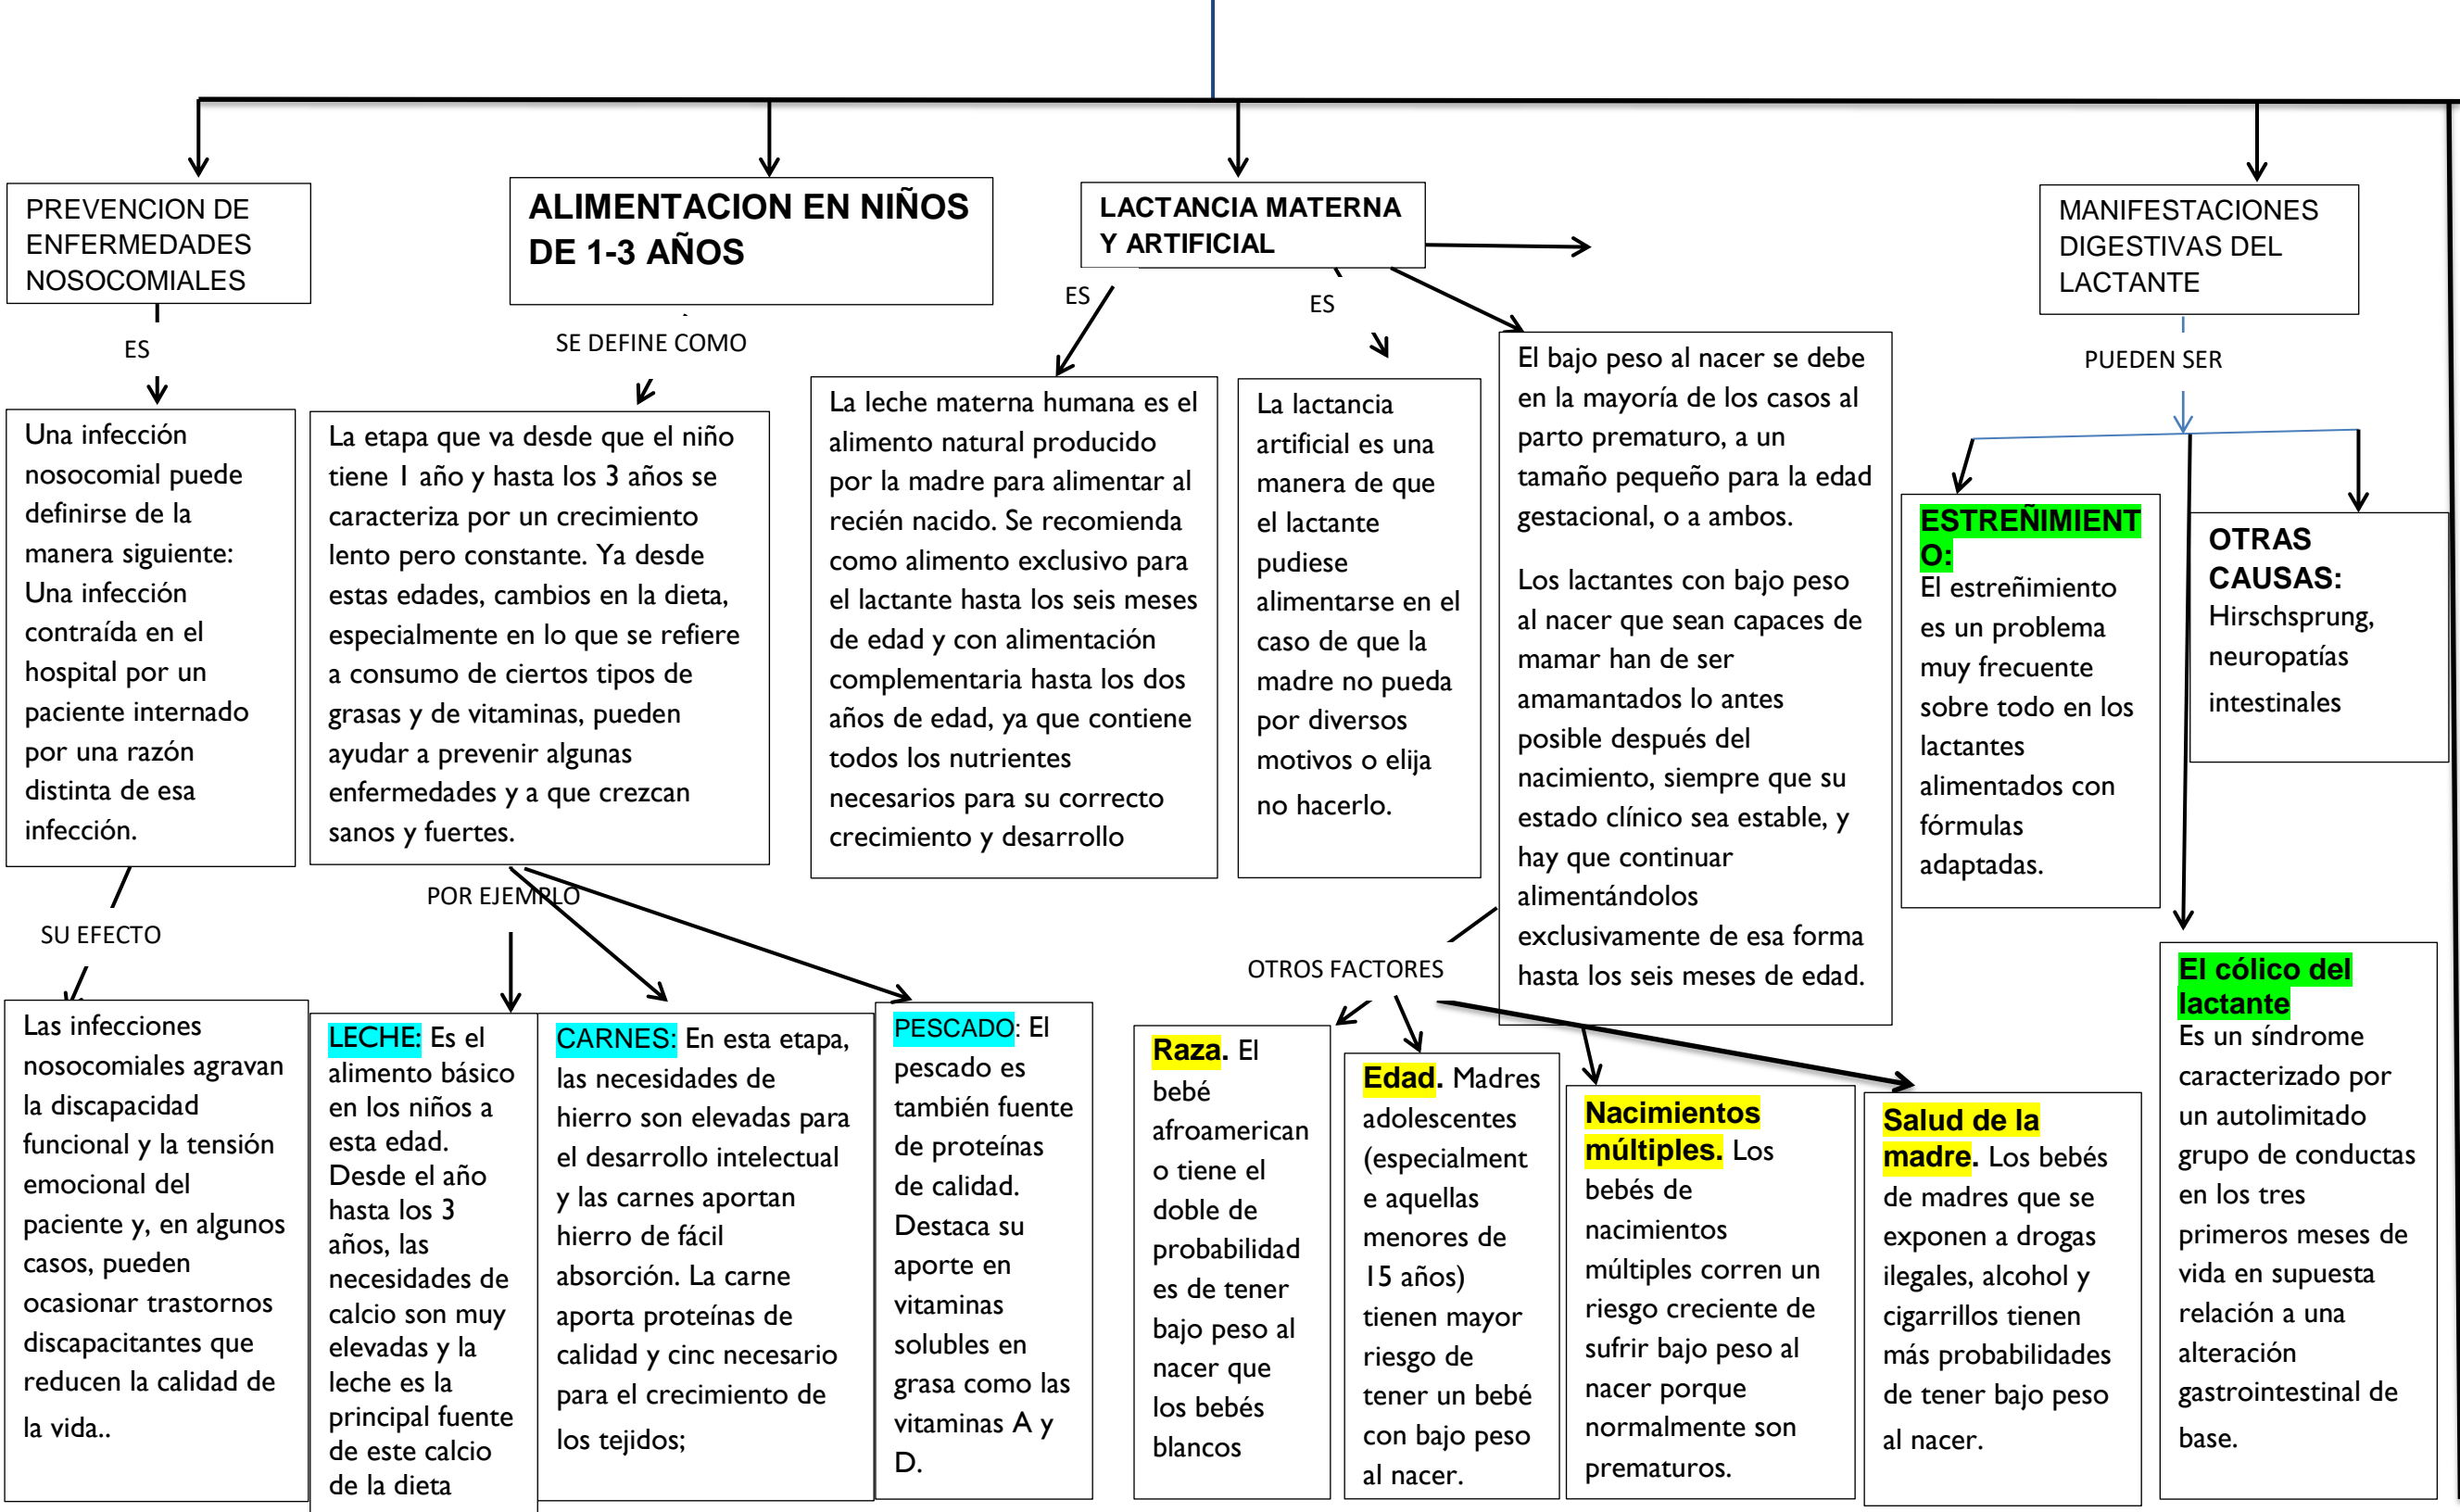 PREVENCION DE
ENFERMEDADES
NOSOCOMIALES
ES
Una infección
nosocomial puede
definirse de la
manera siguiente:
Una infección
contraída en el
hospital por un
paciente internado
por una razón
distinta de esa
infección.
SU EFECTO
Las infecciones
nosocomiales agravan
la discapacidad
funcional y la tensión
emocional del
paciente y, en algunos
casos, pueden
ocasionar trastornos
discapacitantes que
reducen la calidad de
la vida..
ALIMENTACION EN NIÑOS
DE 1-3 AÑOS
SE DEFINE COMO
La etapa que va desde que el niño
tiene 1 año y hasta los 3 años se
caracteriza por un crecimiento
lento pero constante. Ya desde
estas edades, cambios en la dieta,
especialmente en lo que se refiere
a consumo de ciertos tipos de
grasas y de vitaminas, pueden
ayudar a prevenir algunas
enfermedades y a que crezcan
sanos y fuertes.
POR EJEMPLO
LECHE: Es el
alimento básico
en los niños a
esta edad.
Desde el año
hasta los 3
años, las
necesidades de
calcio son muy
elevadas y la
leche es la
principal fuente
de este calcio
de la dieta
CARNES: En esta etapa,
las necesidades de
hierro son elevadas para
el desarrollo intelectual
y las carnes aportan
hierro de fácil
absorción. La carne
aporta proteínas de
calidad y cinc necesario
para el crecimiento de
los tejidos;
PESCADO: El
pescado es
también fuente
de proteínas
de calidad.
Destaca su
aporte en
vitaminas
solubles en
grasa como las
vitaminas A y
D.
LACTANCIA MATERNA
Y ARTIFICIAL
ES
La leche materna humana es el
alimento natural producido
por la madre para alimentar al
recién nacido. Se recomienda
como alimento exclusivo para
el lactante hasta los seis meses
de edad y con alimentación
complementaria hasta los dos
años de edad, ya que contiene
todos los nutrientes
necesarios para su correcto
crecimiento y desarrollo
ES
La lactancia
artificial es una
manera de que
el lactante
pudiese
alimentarse en el
caso de que la
madre no pueda
por diversos
motivos o elija
no hacerlo.
El bajo peso al nacer se debe
en la mayoría de los casos al
parto prematuro, a un
tamaño pequeño para la edad
gestacional, o a ambos.
Los lactantes con bajo peso
al nacer que sean capaces de
mamar han de ser
amamantados lo antes
posible después del
nacimiento, siempre que su
estado clínico sea estable, y
hay que continuar
alimentándolos
exclusivamente de esa forma
hasta los seis meses de edad.
OTROS FACTORES
Raza. El
bebé
afroamerican
o tiene el
doble de
probabilidad
es de tener
bajo peso al
nacer que
los bebés
blancos
Edad. Madres
adolescentes
(especialment
e aquellas
menores de
15 años)
tienen mayor
riesgo de
tener un bebé
con bajo peso
al nacer.
Nacimientos
múltiples. Los
bebés de
nacimientos
múltiples corren un
riesgo creciente de
sufrir bajo peso al
nacer porque
normalmente son
prematuros.
Salud de la
madre. Los bebés
de madres que se
exponen a drogas
ilegales, alcohol y
cigarrillos tienen
más probabilidades
de tener bajo peso
al nacer.
MANIFESTACIONES
DIGESTIVAS DEL
LACTANTE
PUEDEN SER
ESTREÑIMIENT
O:
El estreñimiento
es un problema
muy frecuente
sobre todo en los
lactantes
alimentados con
fórmulas
adaptadas.
OTRAS
CAUSAS:
Hirschsprung,
neuropatías
intestinales
El cólico del
lactante
Es un síndrome
caracterizado por
un autolimitado
grupo de conductas
en los tres
primeros meses de
vida en supuesta
relación a una
alteración
gastrointestinal de
base.